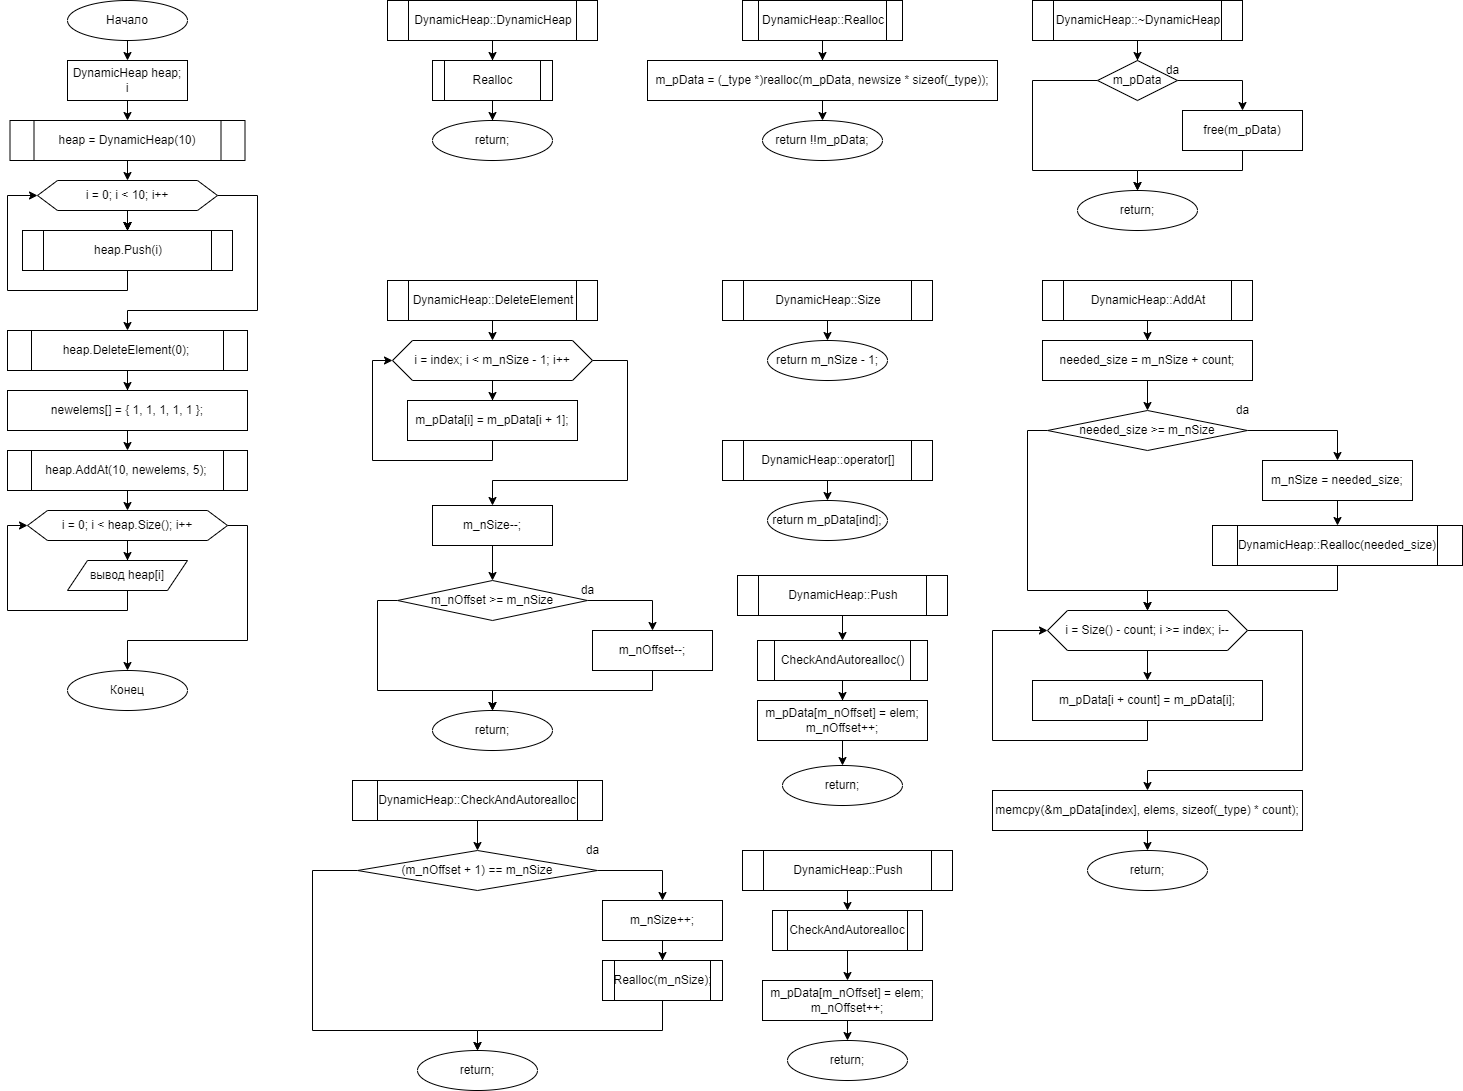 Начало
DynamicHeap heap;
i
heap = DynamicHeap(10)
i = 0; i < 10; i++
heap.Push(i)
heap.DeleteElement(0);
newelems[] = { 1, 1, 1, 1, 1 };
heap.AddAt(10, newelems, 5);
i = 0; i < heap.Size(); i++
вывод heap[i]
Конец
DynamicHeap::DynamicHeap
Realloc
return;
DynamicHeap::Realloc
m_pData = (_type *)realloc(m_pData, newsize * sizeof(_type));
return !!m_pData;
DynamicHeap::~DynamicHeap
m_pData
da
free(m_pData)
return;
DynamicHeap::DeleteElement
i = index; i < m_nSize - 1; i++
m_pData[i] = m_pData[i + 1];
m_nSize--;
m_nOffset >= m_nSize
da
m_nOffset--;
return;
DynamicHeap::Size
return m_nSize - 1;
DynamicHeap::operator[]
return m_pData[ind];
DynamicHeap::Push
CheckAndAutorealloc()
m_pData[m_nOffset] = elem;
m_nOffset++;
return;
DynamicHeap::AddAt
needed_size = m_nSize + count;
needed_size >= m_nSize
da
m_nSize = needed_size;
DynamicHeap::Realloc(needed_size)
i = Size() - count; i >= index; i--
m_pData[i + count] = m_pData[i];
memcpy(&m_pData[index], elems, sizeof(_type) * count);
return;
DynamicHeap::CheckAndAutorealloc
(m_nOffset + 1) == m_nSize
da
m_nSize++;
Realloc(m_nSize);
return;
DynamicHeap::Push
CheckAndAutorealloc
m_pData[m_nOffset] = elem;
m_nOffset++;
return;